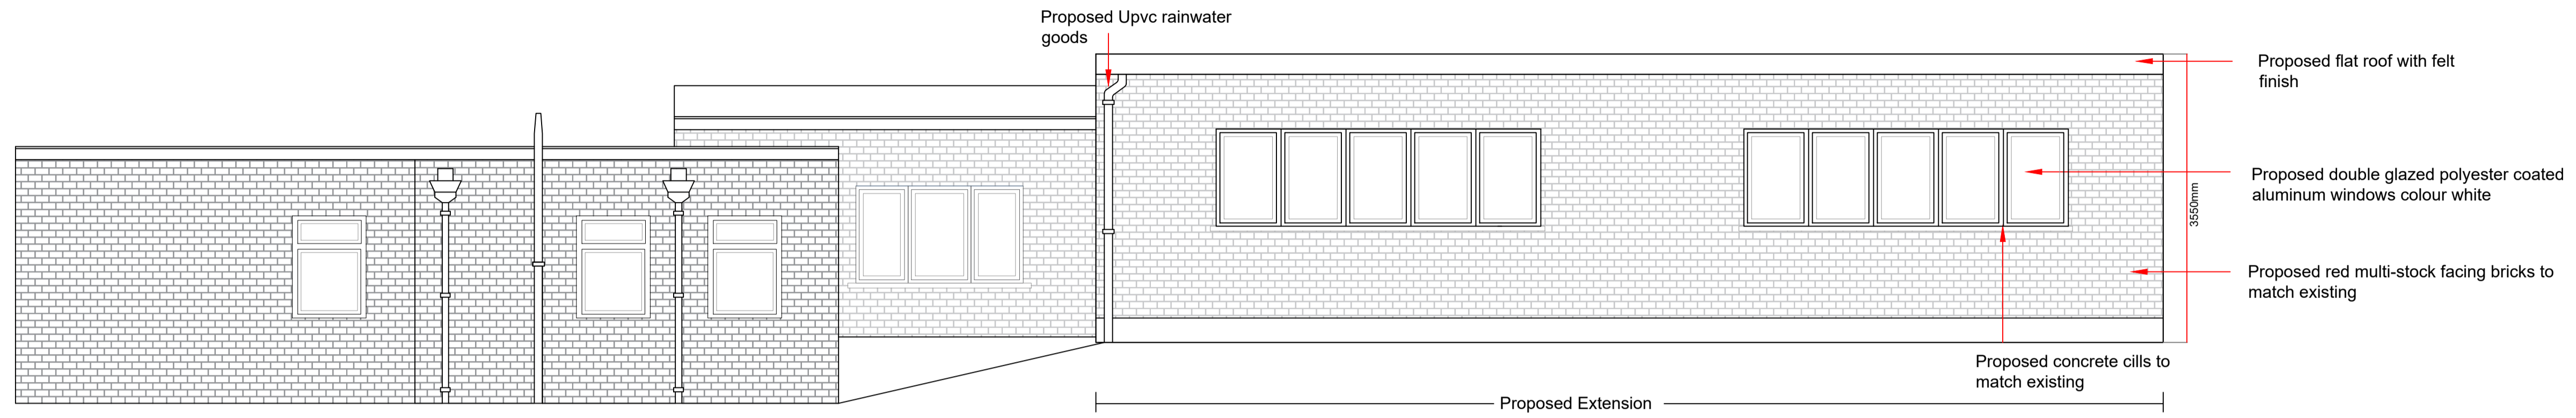 Proposed Upvc rainwater
goods
Proposed flat roof with felt
finish
Proposed double glazed polyester coated
aluminum windows colour white
3550mm
Proposed red multi-stock facing bricks to
match existing
Proposed concrete cills to
match existing
Proposed Extension